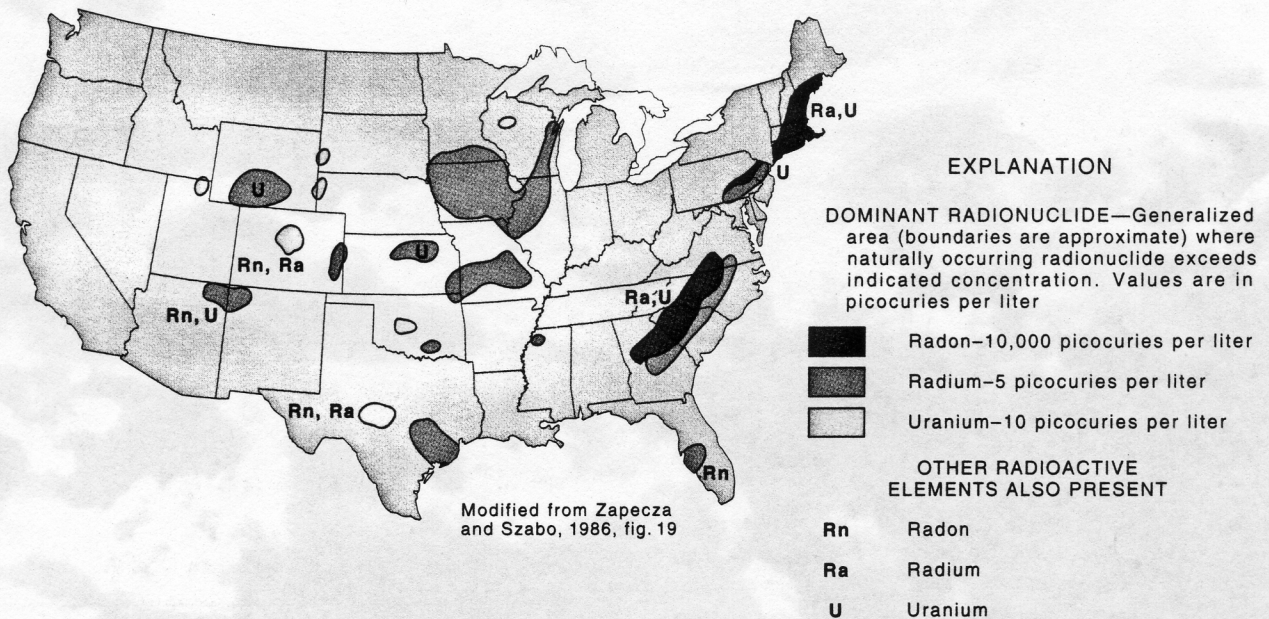 Ra,U
U
U
Rn, Ra
U
Rn, U
Ra,U
Rn, Ra
Rn
Modified from Zapecza
and Szabo, 1986, fig. 19
EXPLANATION
DOMINANT RADIONUCLIDE—Generalized
area (boundaries are approximate) where
naturally occurring radionuclide exceeds
indicated concentration. Values are in
picocuries per liter
Radon–10,000 picocuries per liter
Radium–5 picocuries per liter
Uranium–10 picocuries per liter
OTHER RADIOACTIVE
ELEMENTS ALSO PRESENT
Rn Radon
Ra Radium
U Uranium